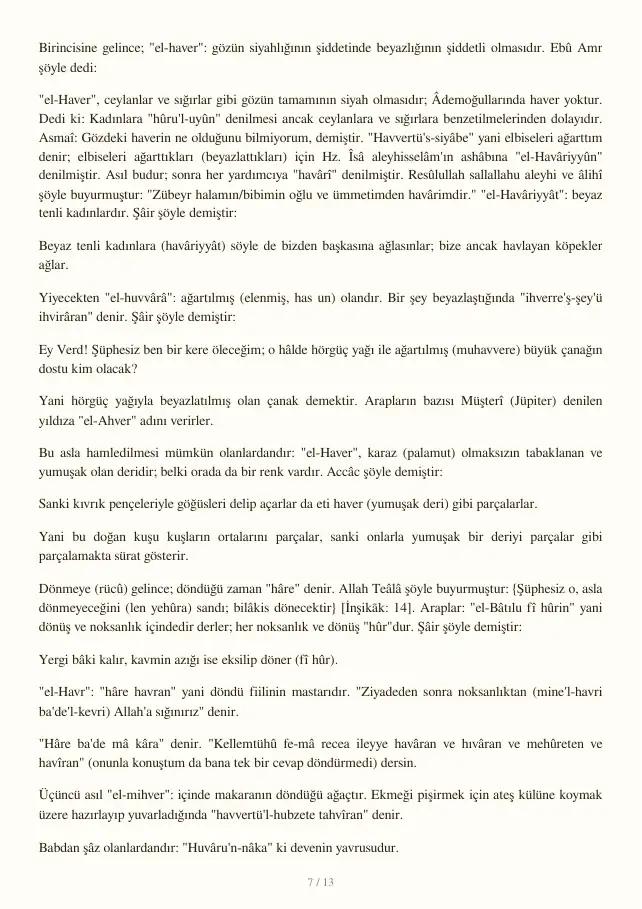 Birincisine gelince; "el-haver": gözün siyahlığının şiddetinde beyazlığının şiddetli olmasıdır. Ebû Amr
şöyle dedi:
"el-Haver", ceylanlar ve sığırlar gibi gözün tamamının siyah olmasıdır; Âdemoğullarında haver yoktur.
Dedi ki: Kadınlara "hûru'l-uyûn" denilmesi ancak ceylanlara ve sığırlara benzetilmelerinden dolayıdır.
Asmaî: Gözdeki haverin ne olduğunu bilmiyorum, demiştir. "Havvertü's-siyâbe" yani elbiseleri ağarttım
denir; elbiseleri ağarttıkları (beyazlattıkları) için Hz. Îsâ aleyhisselâm'ın ashâbına "el-Havâriyyûn"
denilmiştir. Asıl budur; sonra her yardımcıya "havârî" denilmiştir. Resûlullah sallallahu aleyhi ve âlihî
şöyle buyurmuştur: "Zübeyr halamın/bibimin oğlu ve ümmetimden havârimdir." "el-Havâriyyât": beyaz
tenli kadınlardır. Şâir şöyle demiştir:
Beyaz tenli kadınlara (havâriyyât) söyle de bizden başkasına ağlasınlar; bize ancak havlayan köpekler
ağlar.
Yiyecekten "el-huvvârâ": ağartılmış (elenmiş, has un) olandır. Bir şey beyazlaştığında "ihverre'ş-şey'ü
ihvirâran" denir. Şâir şöyle demiştir:
Ey Verd! Şüphesiz ben bir kere öleceğim; o hâlde hörgüç yağı ile ağartılmış (muhavvere) büyük çanağın
dostu kim olacak?
Yani hörgüç yağıyla beyazlatılmış olan çanak demektir. Arapların bazısı Müşterî (Jüpiter) denilen
yıldıza "el-Ahver" adını verirler.
Bu asla hamledilmesi mümkün olanlardandır: "el-Haver", karaz (palamut) olmaksızın tabaklanan ve
yumuşak olan deridir; belki orada da bir renk vardır. Accâc şöyle demiştir:
Sanki kıvrık pençeleriyle göğüsleri delip açarlar da eti haver (yumuşak deri) gibi parçalarlar.
Yani bu doğan kuşu kuşların ortalarını parçalar, sanki onlarla yumuşak bir deriyi parçalar gibi
parçalamakta sürat gösterir.
Dönmeye (rücû) gelince; döndüğü zaman "hâre" denir. Allah Teâlâ şöyle buyurmuştur: {Şüphesiz o, asla
dönmeyeceğini (len yehûra) sandı; bilâkis dönecektir} [İnşikâk: 14]. Araplar: "el-Bâtılu fî hûrin" yani
dönüş ve noksanlık içindedir derler; her noksanlık ve dönüş "hûr"dur. Şâir şöyle demiştir:
Yergi bâki kalır, kavmin azığı ise eksilip döner (fî hûr).
"el-Havr": "hâre havran" yani döndü fiilinin mastarıdır. "Ziyadeden sonra noksanlıktan (mine'l-havri
ba'de'l-kevri) Allah'a sığınırız" denir.
"Hâre ba'de mâ kâra" denir. "Kellemtühû fe-mâ recea ileyye havâran ve hıvâran ve mehûreten ve
havîran" (onunla konuştum da bana tek bir cevap döndürmedi) dersin.
Üçüncü asıl "el-mihver": içinde makaranın döndüğü ağaçtır. Ekmeği pişirmek için ateş külüne koymak
üzere hazırlayıp yuvarladığında "havvertü'l-hubzete tahvîran" denir.
Babdan şâz olanlardandır: "Huvâru'n-nâka" ki devenin yavrusudur.
7 / 13